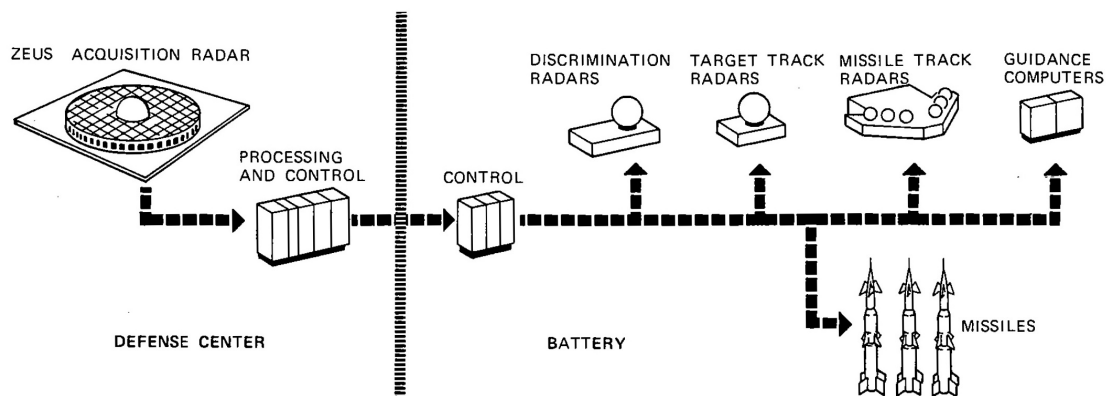 ZEUS ACQUISITION RADAR
PROCESSING
AND CONTROL
DEFENSE CENTER
CONTROL
DISCRIMINATION
RADARS
TARGET TRACK
RADARS
MISSILE TRACK
RADARS
GUIDANCE
COMPUTERS
MISSILES
BATTERY